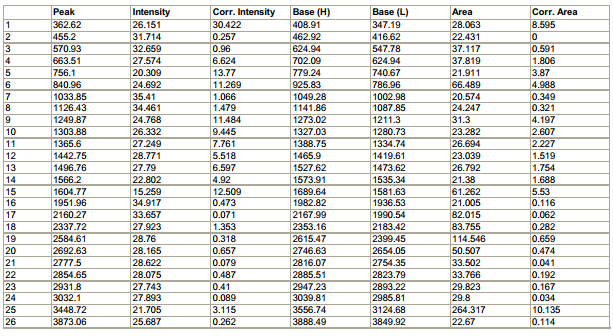 Peak Intensity Corr. Intensity Base (H) Base (L) Area Corr. Area
1 362.62 26.151 30.422 408.91 347.19 28.063 8.595
2 455.2 31.714 0.257 462.92 416.62 22.431 0
3 570.93 32.659 0.96 624.94 547.78 37.117 0.591
4 663.51 27.574 6.624 702.09 624.94 37.819 1.806
5 756.1 20.309 13.77 779.24 740.67 21.911 3.87
6 840.96 24.692 11.269 925.83 786.96 66.489 4.988
7 1033.85 35.41 1.066 1049.28 1002.98 20.574 0.349
8 1126.43 34.461 1.479 1141.86 1087.85 24.247 0.321
9 1249.87 24.768 11.484 1273.02 1211.3 31.3 4.197
10 1303.88 26.332 9.445 1327.03 1280.73 23.282 2.607
11 1365.6 27.249 7.761 1388.75 1334.74 26.694 2.227
12 1442.75 28.771 5.518 1465.9 1419.61 23.039 1.519
13 1496.76 27.79 6.597 1527.62 1473.62 26.792 1.754
14 1566.2 22.802 4.92 1573.91 1535.34 21.38 1.688
15 1604.77 15.259 12.509 1689.64 1581.63 61.262 5.53
16 1951.96 34.917 0.473 1982.82 1936.53 21.005 0.116
17 2160.27 33.657 0.071 2167.99 1990.54 82.015 0.062
18 2337.72 27.923 1.353 2353.16 2183.42 83.755 0.282
19 2584.61 28.76 0.318 2615.47 2399.45 114.546 0.659
20 2692.63 28.165 0.657 2746.63 2654.05 50.507 0.474
21 2777.5 28.622 0.079 2816.07 2754.35 33.502 0.041
22 2854.65 28.075 0.487 2885.51 2823.79 33.766 0.192
23 2931.8 27.743 0.41 2947.23 2893.22 29.823 0.167
24 3032.1 27.893 0.089 3039.81 2985.81 29.8 0.034
25 3448.72 21.705 3.115 3556.74 3124.68 264.317 10.135
26 3873.06 25.687 0.262 3888.49 3849.92 22.67 0.114